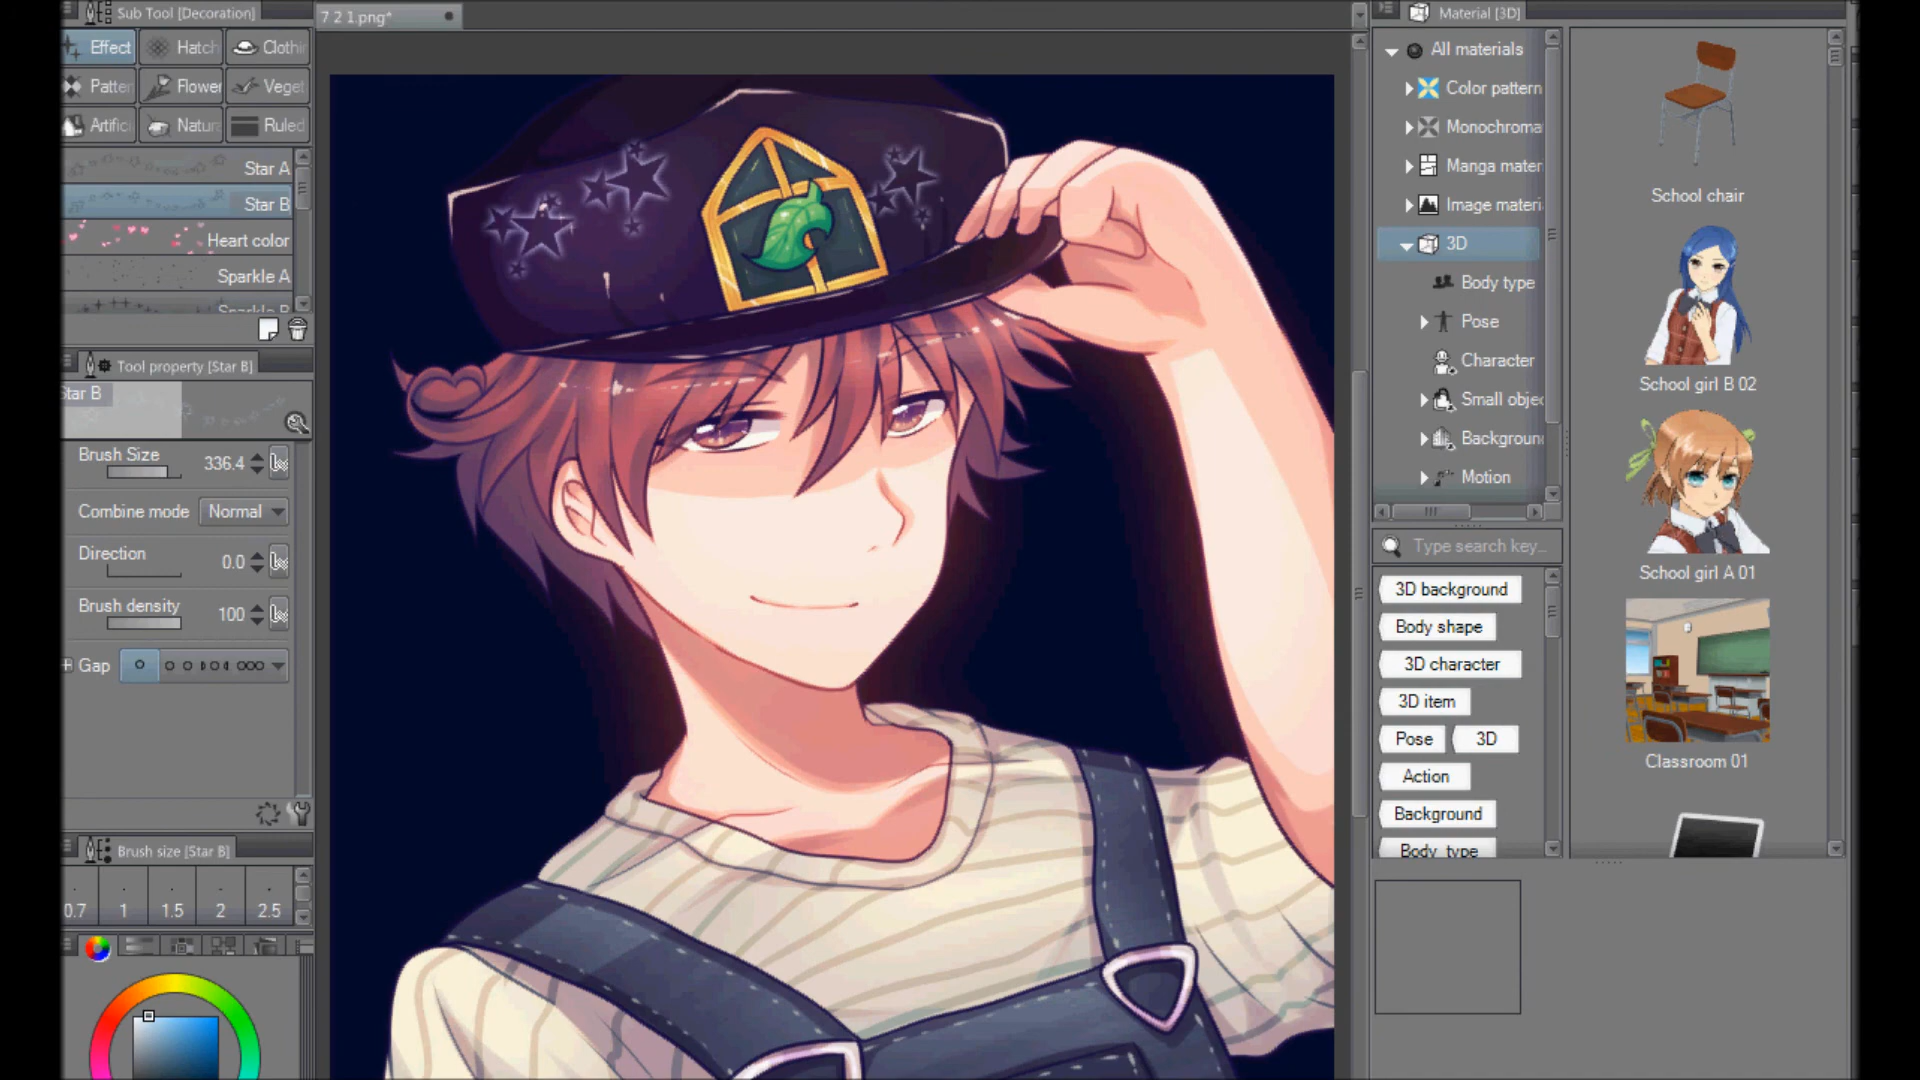 Sub Tool [Decoration]
Effect
Hatch
Clothi
Patter
Flower
Veget
Artific
Natura
Ruled
Star A
Star B
Heart color
Sparkle A
Tool property [Star B]
Star B
Brush Size
336.4
Combine mode
Normal
Direction
0.0
Brush density
100
Gap
Brush size [Star B]
0.7
1
1.5
2
2.5
7 2 1.png*
Material [3D]
All materials
Color pattern
Monochroma
Manga mater
Image materi
3D
Body type
Pose
Character
Small objec
Background
Motion
Type search key...
3D background
Body shape
3D character
3D item
Pose
3D
Action
Background
Body type
School chair
School girl B 02
School girl A 01
Classroom 01